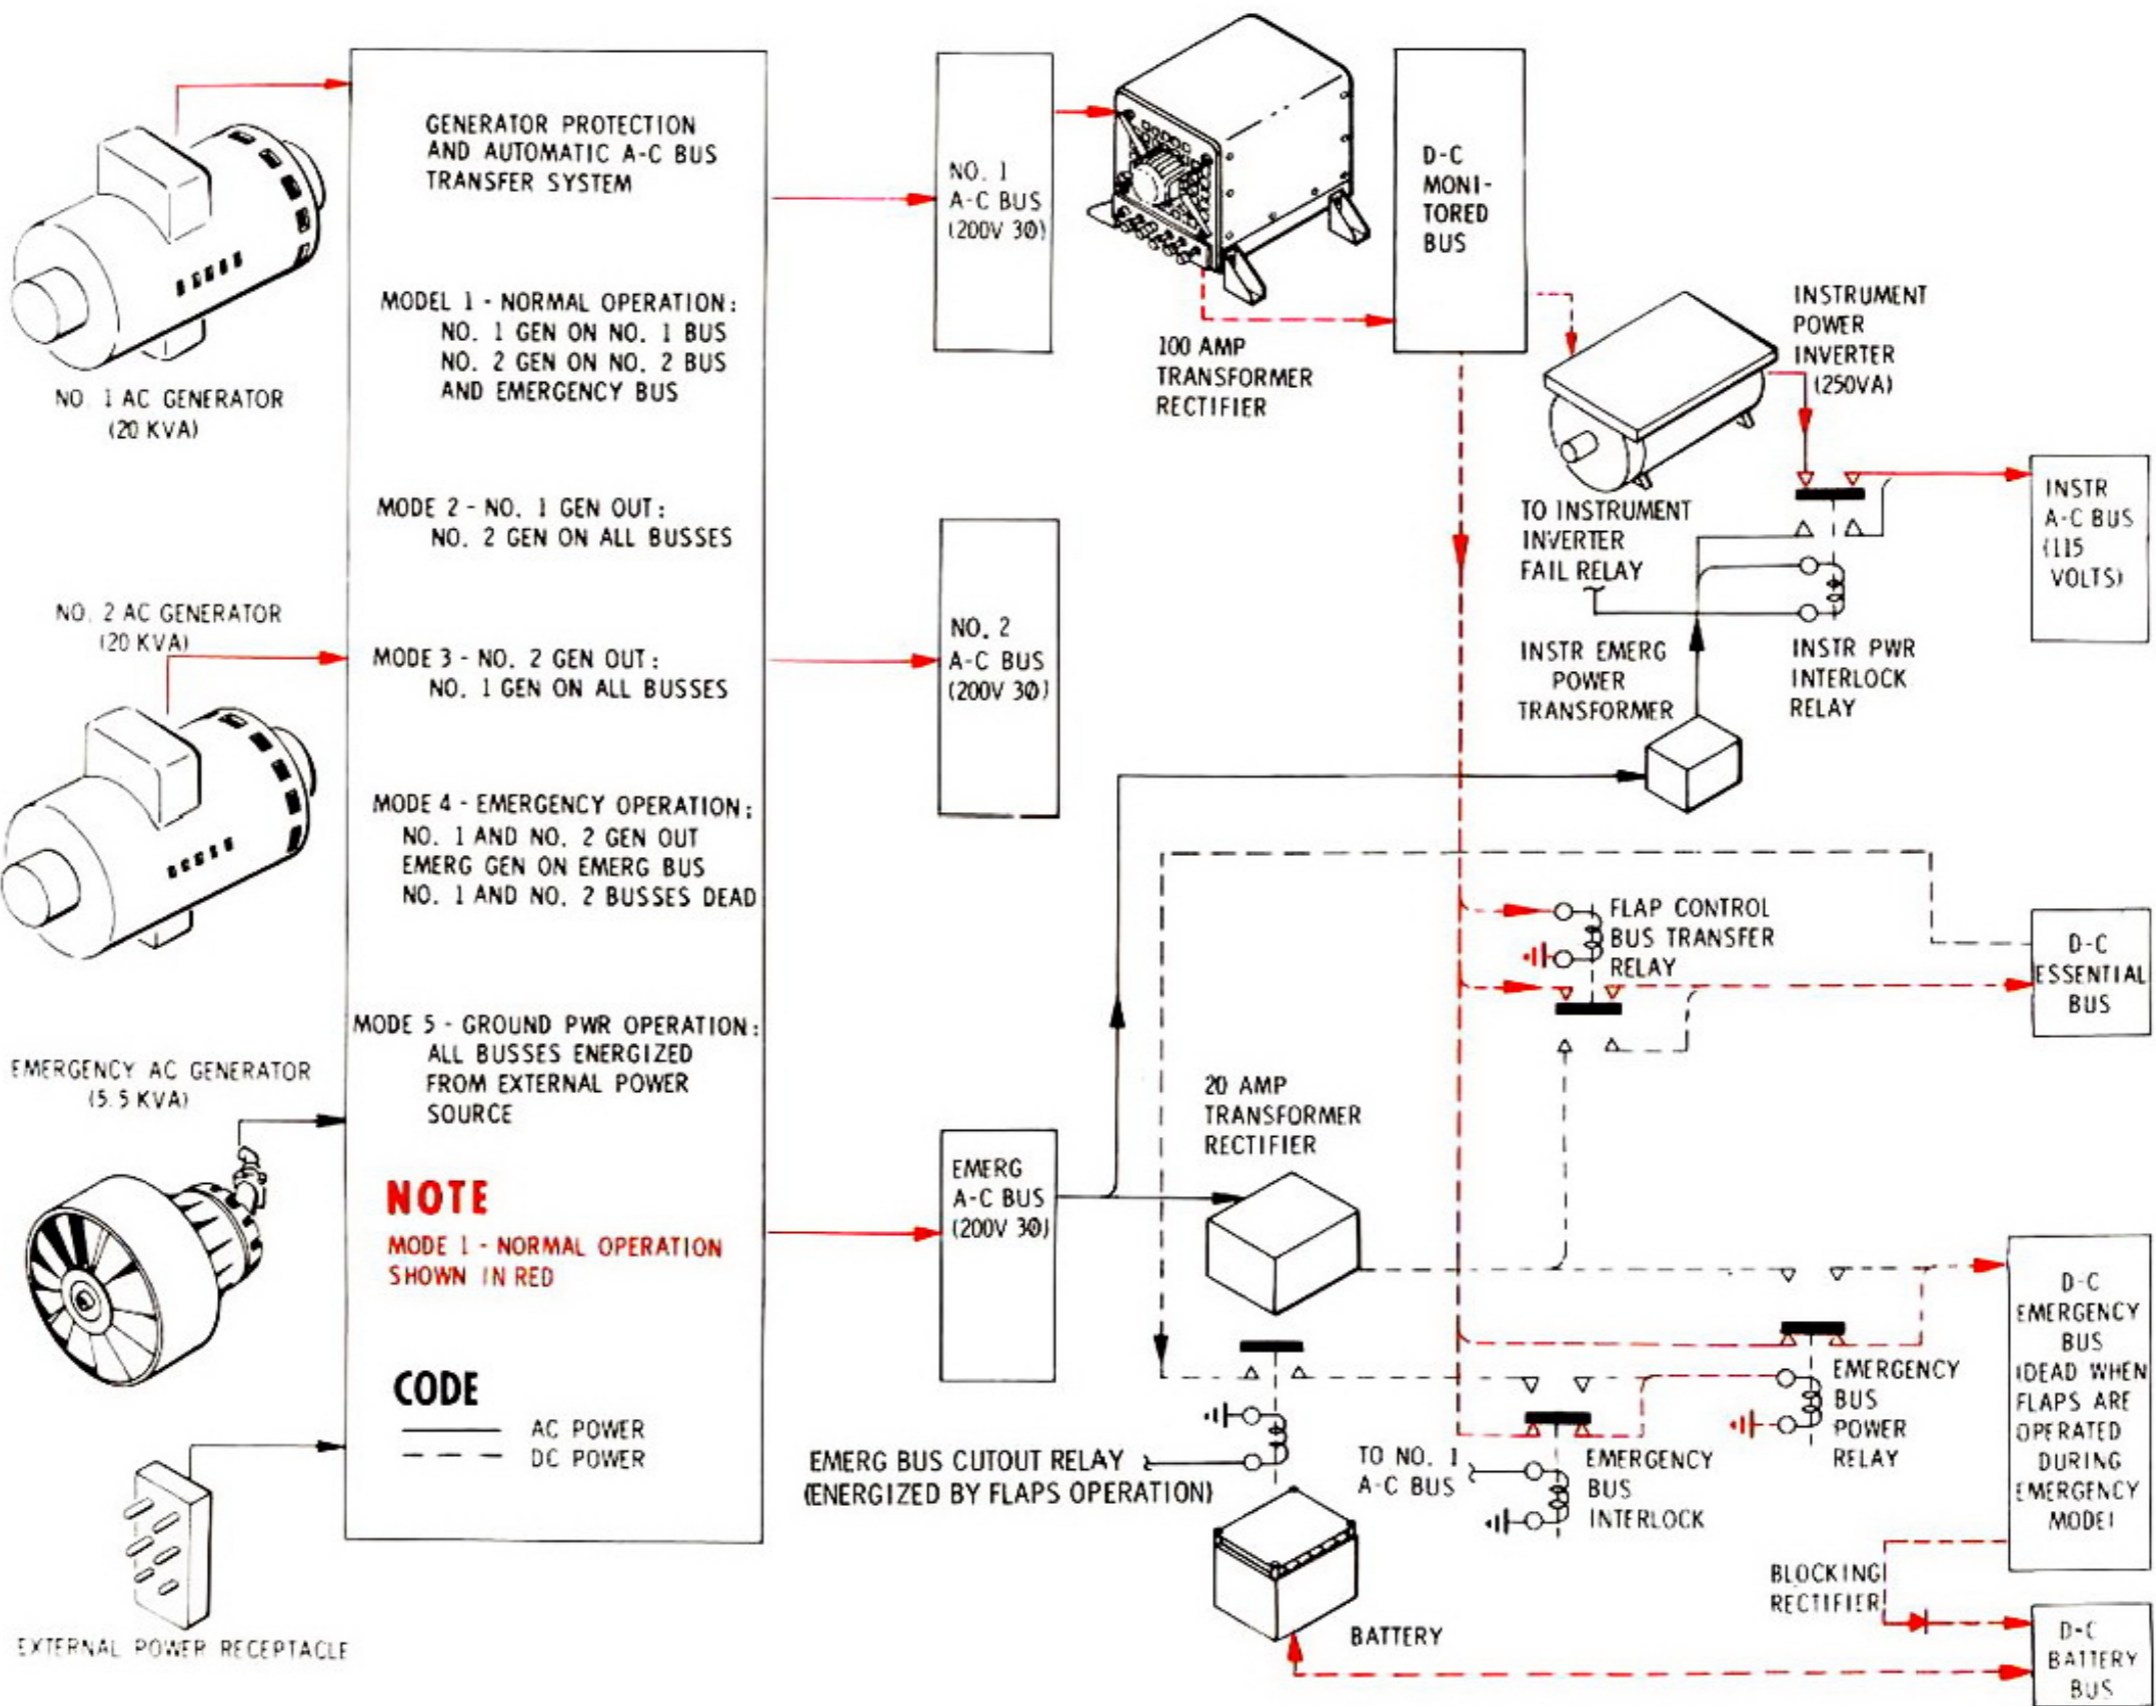 NO. 1 AC GENERATOR
(20 KVA)
NO. 2 AC GENERATOR
(20 KVA)
EMERGENCY AC GENERATOR
(5.5 KVA)
EXTERNAL POWER RECEPTACLE
GENERATOR PROTECTION
AND AUTOMATIC A-C BUS
TRANSFER SYSTEM
MODEL 1 - NORMAL OPERATION:
NO. 1 GEN ON NO. 1 BUS
NO. 2 GEN ON NO. 2 BUS
AND EMERGENCY BUS
MODE 2 - NO. 1 GEN OUT:
NO. 2 GEN ON ALL BUSSES
MODE 3 - NO. 2 GEN OUT:
NO. 1 GEN ON ALL BUSSES
MODE 4 - EMERGENCY OPERATION:
NO. 1 AND NO. 2 GEN OUT
EMERG GEN ON EMERG BUS
NO. 1 AND NO. 2 BUSSES DEAD
MODE 5 - GROUND PWR OPERATION:
ALL BUSSES ENERGIZED
FROM EXTERNAL POWER
SOURCE
NOTE
MODE 1 - NORMAL OPERATION
SHOWN IN RED
CODE
AC POWER
DC POWER
NO. 1
A-C BUS
(200V 3Ø)
NO. 2
A-C BUS
(200V 3Ø)
EMERG
A-C BUS
(200V 3Ø)
100 AMP
TRANSFORMER
RECTIFIER
D-C
MONI-
TORED
BUS
INSTRUMENT
POWER
INVERTER
(250VA)
TO INSTRUMENT
INVERTER
FAIL RELAY
INSTR
A-C BUS
(115
VOLTS)
INSTR EMERG
POWER
TRANSFORMER
INSTR PWR
INTERLOCK
RELAY
FLAP CONTROL
BUS TRANSFER
RELAY
D-C
ESSENTIAL
BUS
20 AMP
TRANSFORMER
RECTIFIER
EMERG BUS CUTOUT RELAY
(ENERGIZED BY FLAPS OPERATION)
TO NO. 1
A-C BUS
EMERGENCY
BUS
INTERLOCK
EMERGENCY
BUS
POWER
RELAY
D-C
EMERGENCY
BUS
(DEAD WHEN
FLAPS ARE
OPERATED
DURING
EMERGENCY
MODE)
BLOCKING
RECTIFIER
BATTERY
D-C
BATTERY
BUS